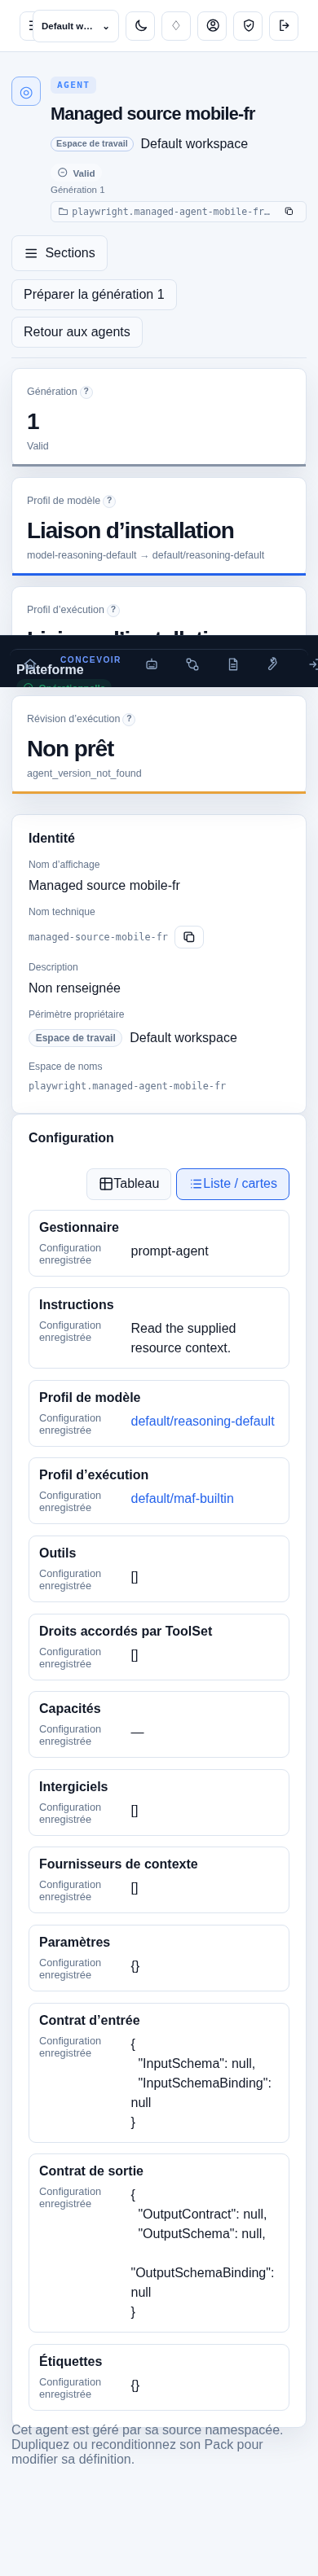 Default w…
AGENT
Managed source mobile-fr
Espace de travail Default workspace
Valid
Génération 1
playwright.managed-agent-mobile-fr…
Sections
Préparer la génération 1
Retour aux agents
Génération ?
1
Valid
Profil de modèle ?
Liaison d’installation
model-reasoning-default → default/reasoning-default
Profil d’exécution ?
CONCEVOIR
Plateforme
Révision d’exécution ?
Non prêt
agent_version_not_found
Identité
Nom d’affichage
Managed source mobile-fr
Nom technique
managed-source-mobile-fr
Description
Non renseignée
Périmètre propriétaire
Espace de travail Default workspace
Espace de noms
playwright.managed-agent-mobile-fr
Configuration
Tableau
Liste / cartes
Gestionnaire
Configuration
enregistrée
prompt-agent
Instructions
Configuration
enregistrée
Read the supplied
resource context.
Profil de modèle
Configuration
enregistrée
default/reasoning-default
Profil d’exécution
Configuration
enregistrée
default/maf-builtin
Outils
Configuration
enregistrée
[]
Droits accordés par ToolSet
Configuration
enregistrée
[]
Capacités
Configuration
enregistrée
—
Intergiciels
Configuration
enregistrée
[]
Fournisseurs de contexte
Configuration
enregistrée
[]
Paramètres
Configuration
enregistrée
{}
Contrat d’entrée
Configuration
enregistrée
{
"InputSchema": null,
"InputSchemaBinding":
null
}
Contrat de sortie
Configuration
enregistrée
{
"OutputContract": null,
"OutputSchema": null,
"OutputSchemaBinding":
null
}
Étiquettes
Configuration
enregistrée
{}
Cet agent est géré par sa source namespacée.
Dupliquez ou reconditionnez son Pack pour
modifier sa définition.